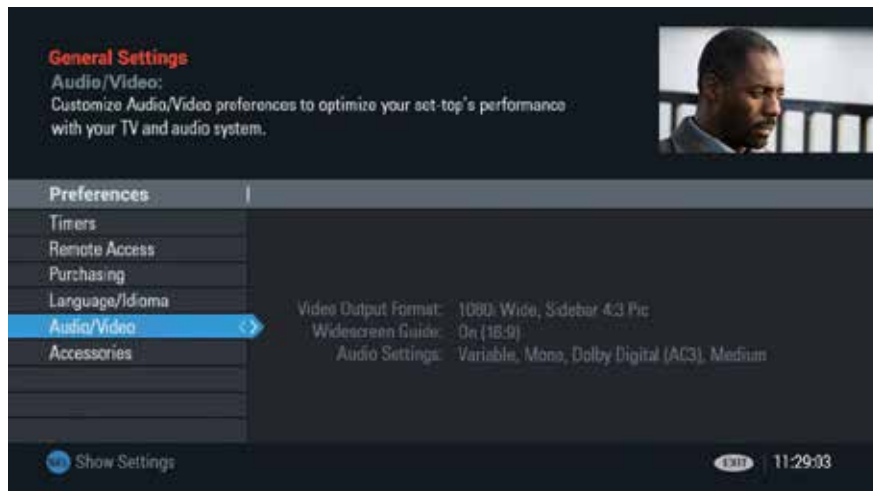 General Settings
Audio/Video:
Customize Audio/Video preferences to optimize your set-top's performance
with your TV and audio system.
Preferences
Timers
Remote Access
Purchasing
Language/Idioma
Audio/Video
Accessories
Video Output Format: 1080i Wide, Sidebar 4:3 Pic
Widescreen Guide: On (16:9)
Audio Settings: Variable, Mono, Dolby Digital (AC3), Medium
Show Settings
EXIT 11:29:03